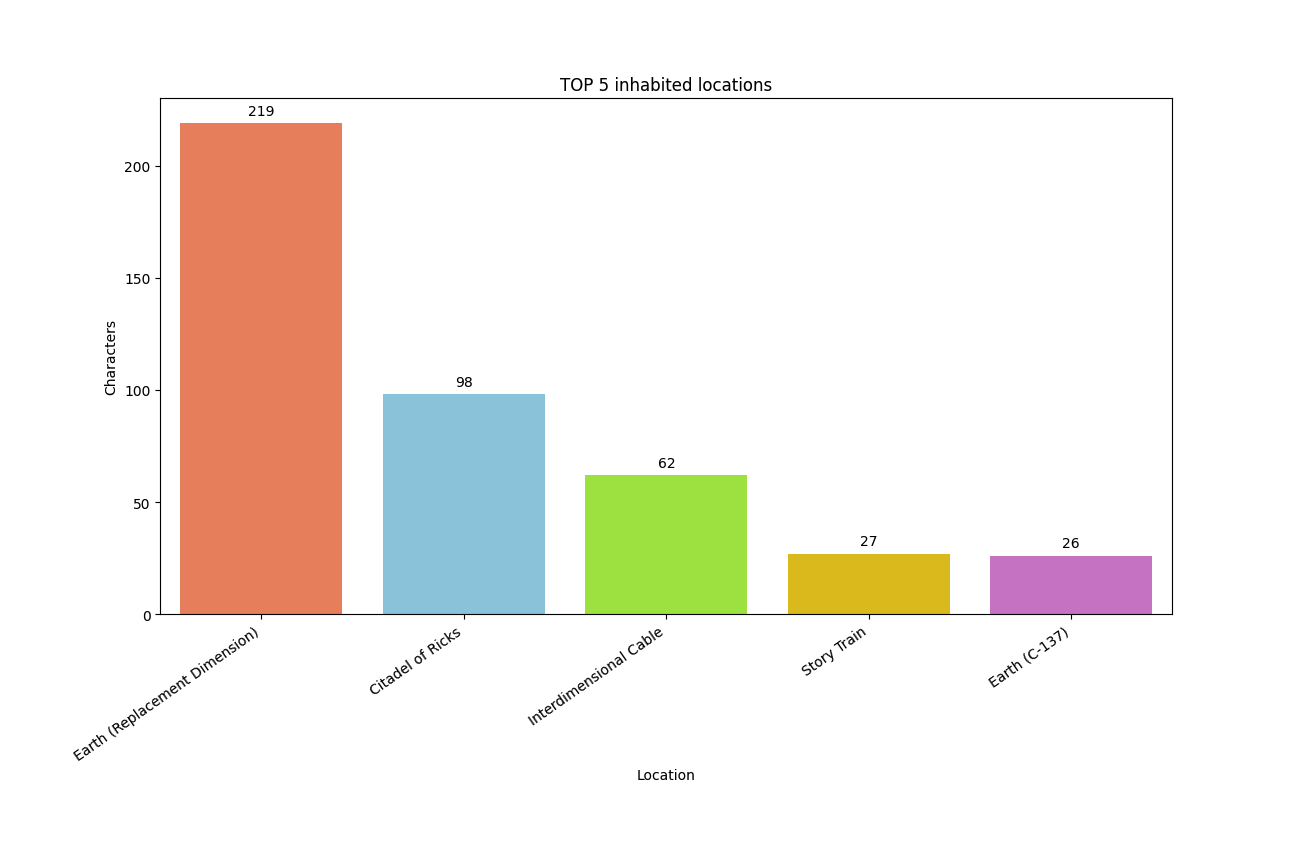 TOP 5 inhabited locations
219
98
62
27
26
200
150
100
50
0
Characters
Earth (Replacement Dimension)
Citadel of Ricks
Interdimensional Cable
Story Train
Earth (C-137)
Location